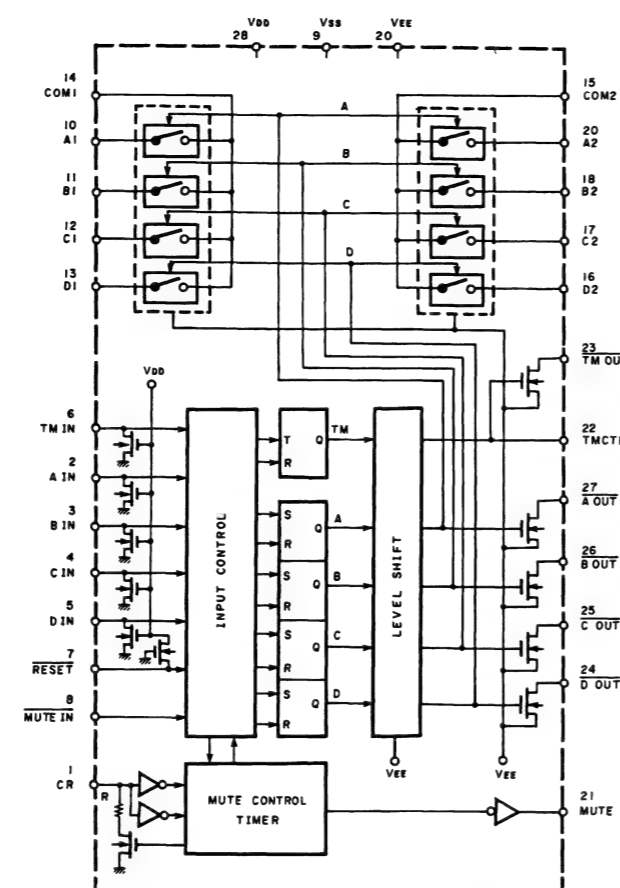 VDD VSS VEE
28 9 20
14
COM1
15
COM2
A
10
A1
20
A2
B
11
B1
18
B2
C
12
C1
17
C2
D
13
D1
16
D2
23
TM OU
VDD
6
TM IN
T Q TM
R
22
TMCTL
2
A IN
27
A OUT
3
B IN
S
Q A
R
26
B OUT
4
C IN
S
Q B
R
25
C OUT
5
D IN
S
Q C
R
24
D OUT
7
RESET
S
Q D
R
8
MUTE IN
INPUT CONTROL
LEVEL SHIFT
VEE VEE
1
CR
R
MUTE CONTROL
TIMER
21
MUTE